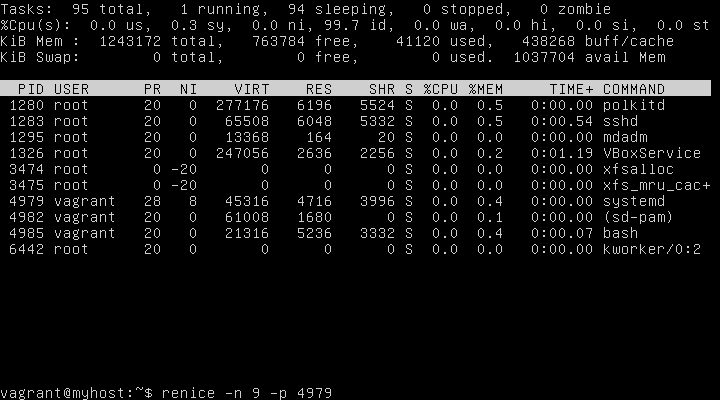 Tasks:  95 total,   1 running,  94 sleeping,   0 stopped,   0 zombie
%Cpu(s):  0.0 us,  0.3 sy,  0.0 ni, 99.7 id,  0.0 wa,  0.0 hi,  0.0 si,  0.0 st
KiB Mem :  1243172 total,   763784 free,    41120 used,   438268 buff/cache
KiB Swap:        0 total,        0 free,        0 used.  1037704 avail Mem
  PID USER      PR  NI    VIRT    RES    SHR S %CPU %MEM     TIME+ COMMAND
 1280 root      20   0  277176   6196   5524 S  0.0  0.5   0:00.00 polkitd
 1283 root      20   0   65508   6048   5332 S  0.0  0.5   0:00.54 sshd
 1295 root      20   0   13368    164     20 S  0.0  0.0   0:00.00 mdadm
 1326 root      20   0  247056   2636   2256 S  0.0  0.2   0:01.19 VBoxService
 3474 root       0 -20       0      0      0 S  0.0  0.0   0:00.00 xfsalloc
 3475 root       0 -20       0      0      0 S  0.0  0.0   0:00.00 xfs_mru_cac+
 4979 vagrant   28   8   45316   4716   3996 S  0.0  0.4   0:00.00 systemd
 4982 vagrant   20   0   61008   1680      0 S  0.0  0.1   0:00.00 (sd-pam)
 4985 vagrant   20   0   21316   5236   3332 S  0.0  0.4   0:00.07 bash
 6442 root      20   0       0      0      0 S  0.0  0.0   0:00.00 kworker/0:2
vagrant@myhost:~$ renice -n 9 -p 4979